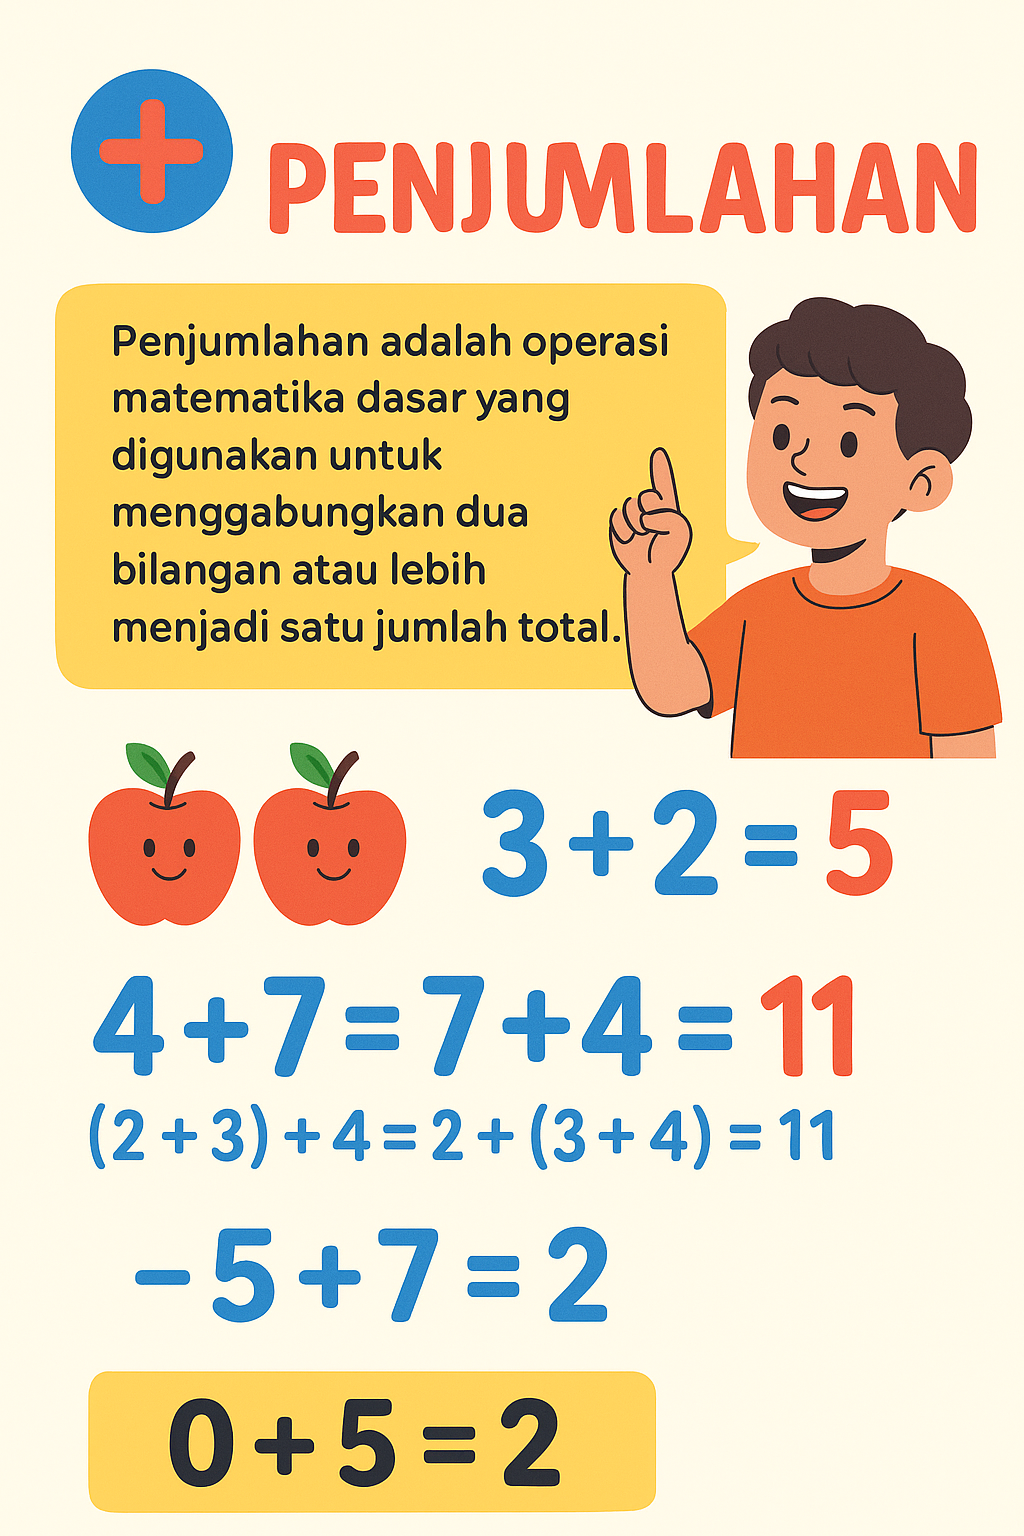 + PENJUMLAHAN
Penjumlahan adalah operasi
matematika dasar yang
digunakan untuk
menggabungkan dua
bilangan atau lebih
menjadi satu jumlah total.
3 + 2 = 5
4 + 7 = 7 + 4 = 11
(2 + 3) + 4 = 2 + (3 + 4) = 11
− 5 + 7 = 2
0 + 5 = 2